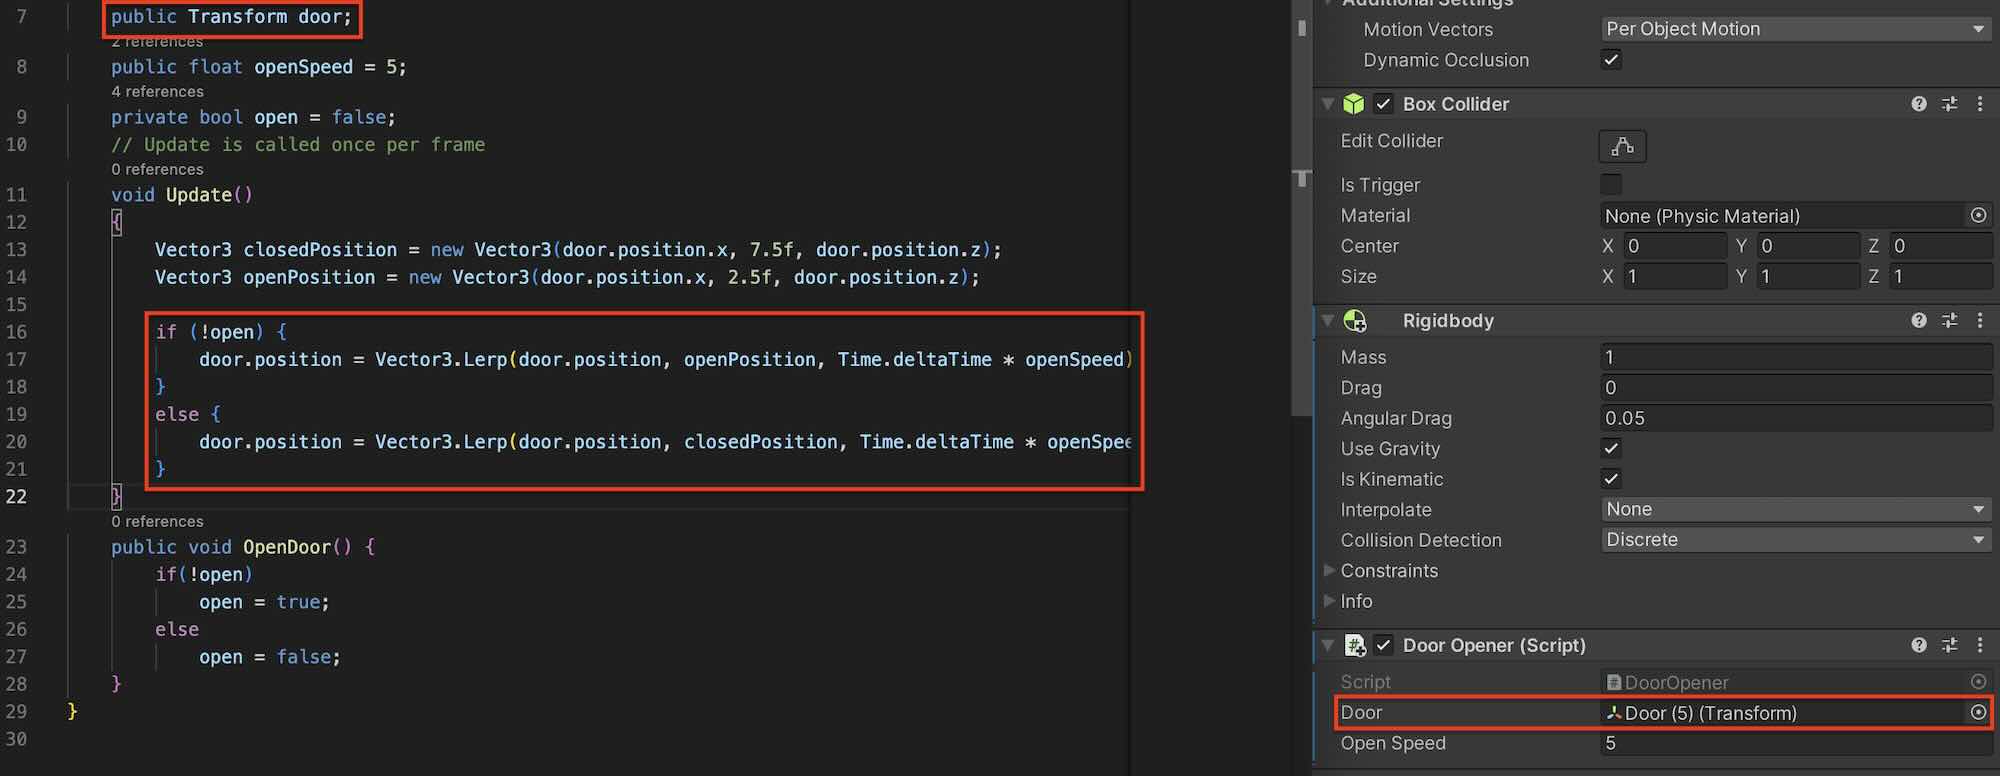 7 public Transform door;
2 references
8 public float openSpeed = 5;
4 references
9 private bool open = false;
10 // Update is called once per frame
0 references
11 void Update()
12 {
13 Vector3 closedPosition = new Vector3(door.position.x, 7.5f, door.position.z);
14 Vector3 openPosition = new Vector3(door.position.x, 2.5f, door.position.z);
15
16 if (!open) {
17 door.position = Vector3.Lerp(door.position, openPosition, Time.deltaTime * openSpeed)
18 }
19 else {
20 door.position = Vector3.Lerp(door.position, closedPosition, Time.deltaTime * openSpee
21 }
22 }
0 references
23 public void OpenDoor() {
24 if(!open)
25 open = true;
26 else
27 open = false;
28 }
29 }
30
Additional Settings
Motion Vectors Per Object Motion
Dynamic Occlusion
Box Collider
Edit Collider
Is Trigger
Material None (Physic Material)
Center X 0 Y 0 Z 0
Size X 1 Y 1 Z 1
Rigidbody
Mass 1
Drag 0
Angular Drag 0.05
Use Gravity
Is Kinematic
Interpolate None
Collision Detection Discrete
Constraints
Info
Door Opener (Script)
Script DoorOpener
Door Door (5) (Transform)
Open Speed 5